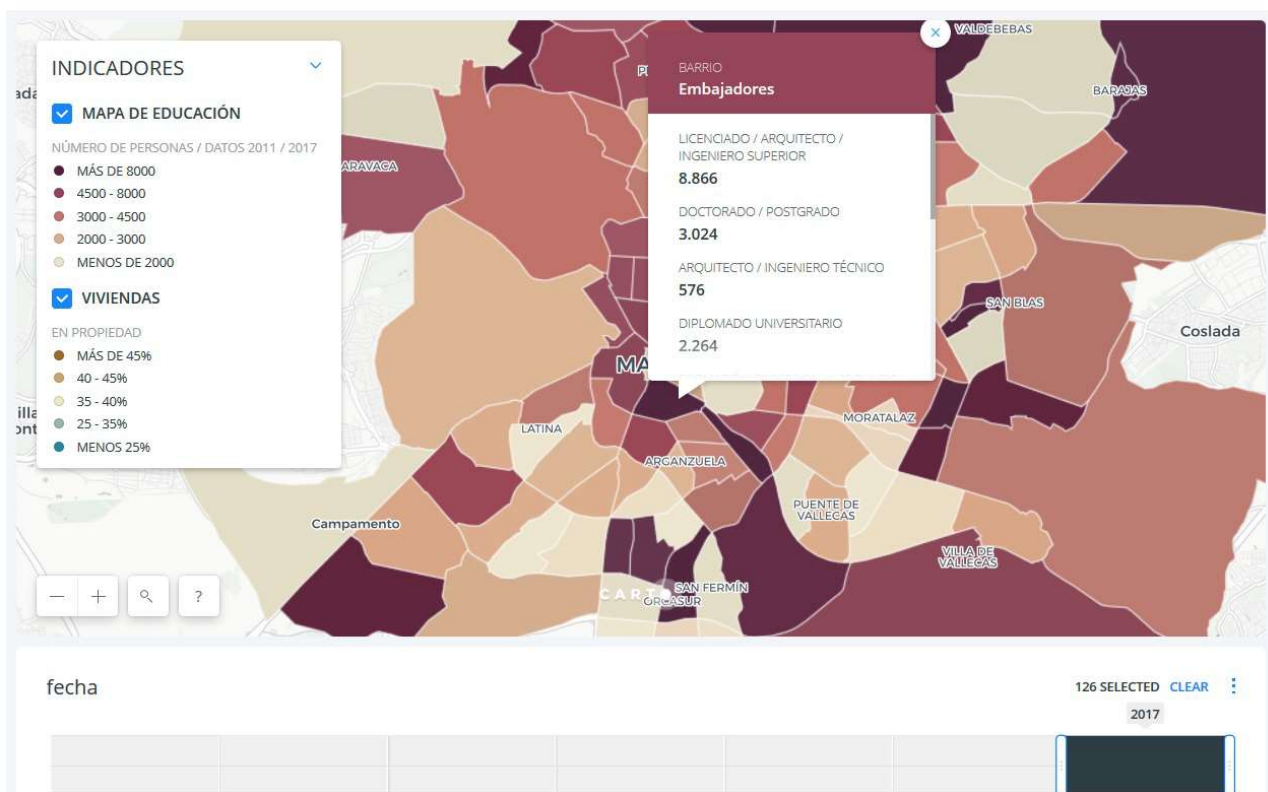 INDICADORES
MAPA DE EDUCACIÓN
NÚMERO DE PERSONAS / DATOS 2011 / 2017
MÁS DE 8000
4500 - 8000
3000 - 4500
2000 - 3000
MENOS DE 2000
VIVIENDAS
EN PROPIEDAD
MÁS DE 45%
40 - 45%
35 - 40%
25 - 35%
MENOS 25%
BARRIO
Embajadores
LICENCIADO / ARQUITECTO /
INGENIERO SUPERIOR
8.866
DOCTORADO / POSTGRADO
3.024
ARQUITECTO / INGENIERO TÉCNICO
576
DIPLOMADO UNIVERSITARIO
2.264
VALDEBEBAS
BARAJAS
ARAVACA
SAN BLAS
Coslada
MA
MORATALAZ
LATINA
ARGANZUELA
PUENTE DE
VALLECAS
Campamento
VILLA DE
VALLECAS
SAN FERMÍN
ORCASUR
CART
?
fecha
126 SELECTED CLEAR
2017